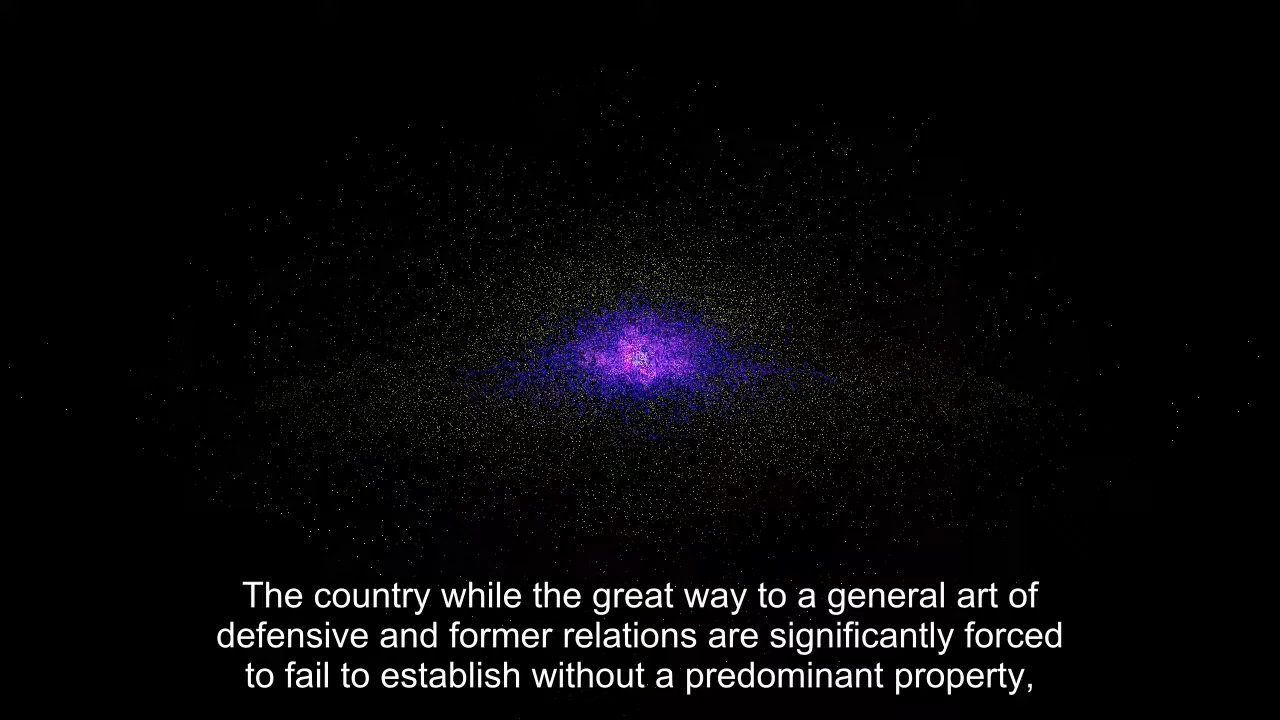 The country while the great way to a general art of
defensive and former relations are significantly forced
to fail to establish without a predominant property,